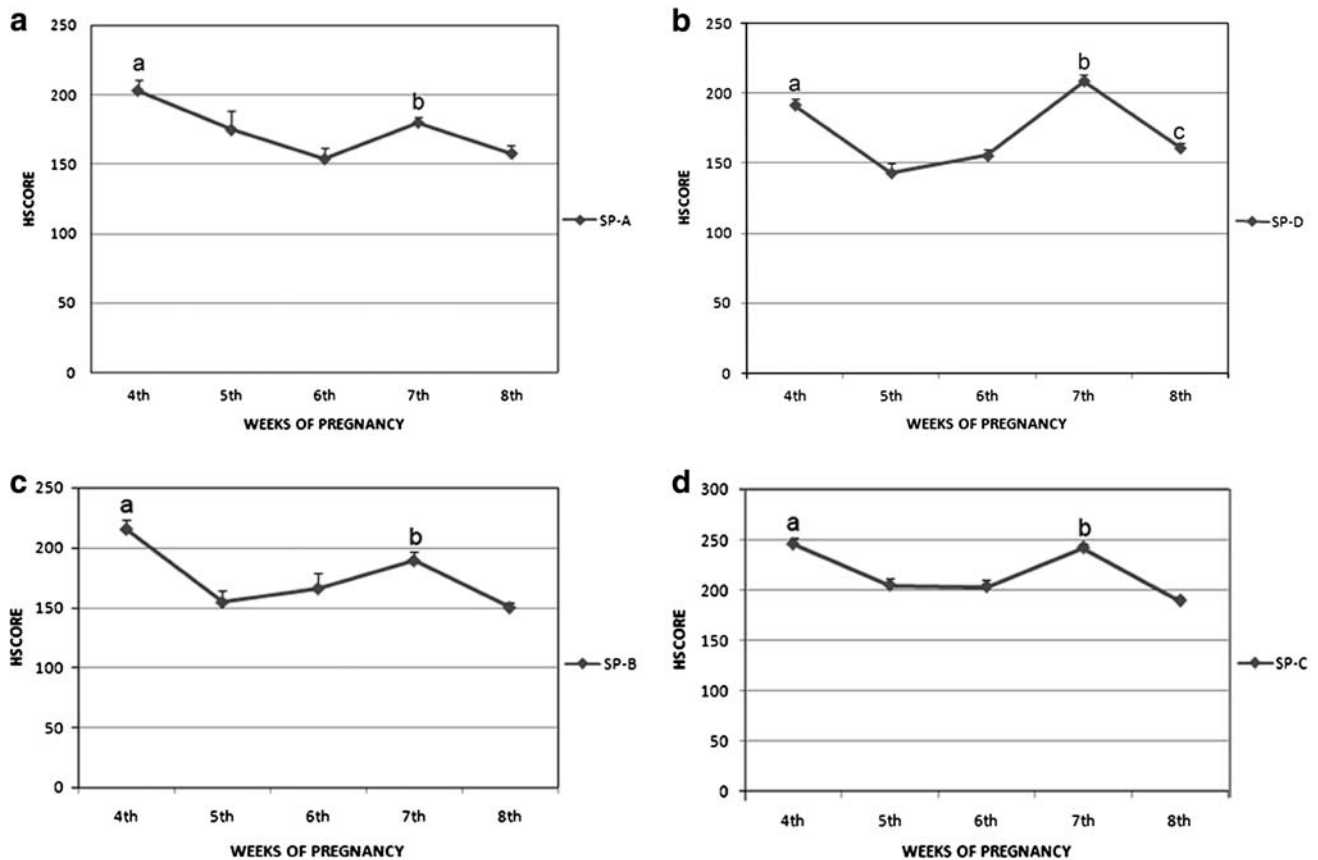 a
250
200
150
100
50
0
HSCORE
a
b
4th 5th 6th 7th 8th
WEEKS OF PREGNANCY
SP-A
b
250
200
150
100
50
0
HSCORE
a
b
c
4th 5th 6th 7th 8th
WEEKS OF PREGNANCY
SP-D
c
250
200
150
100
50
0
HSCORE
a
b
4th 5th 6th 7th 8th
WEEKS OF PREGNANCY
SP-B
d
300
250
200
150
100
50
0
HSCORE
a
b
4th 5th 6th 7th 8th
WEEKS OF PREGNANCY
SP-C